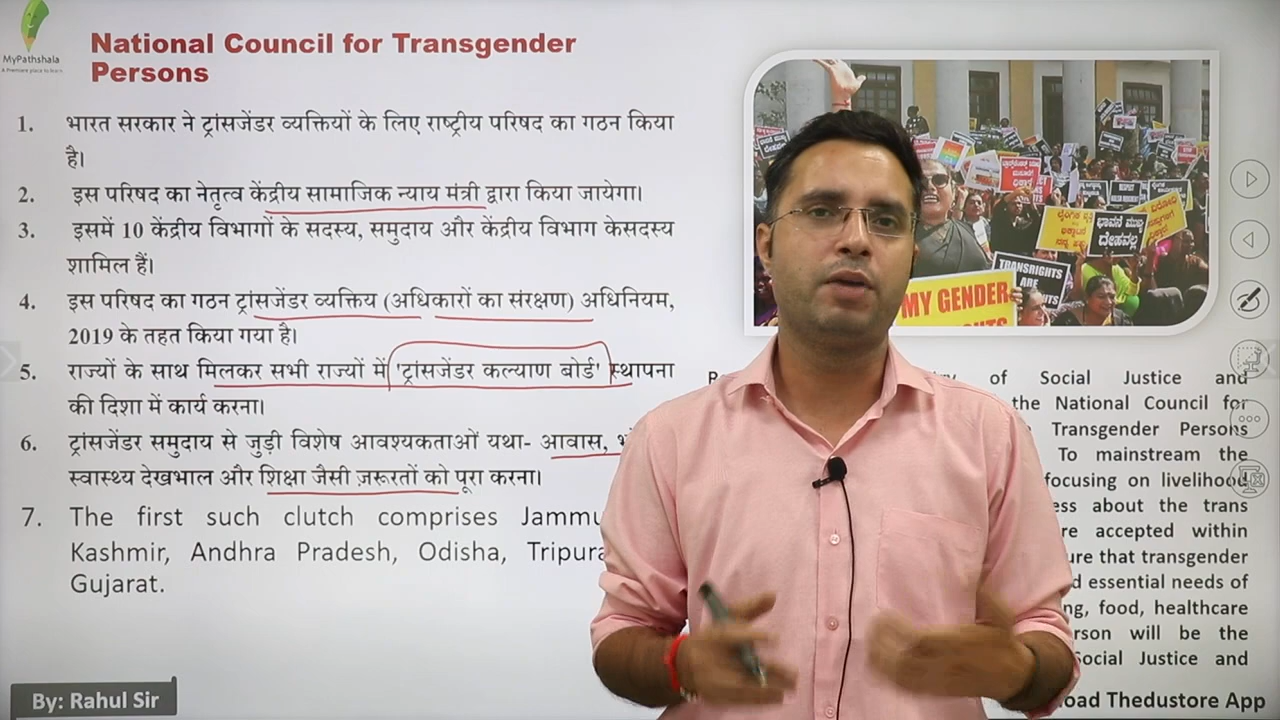 MyPathshala
National Council for Transgender
Persons
1. भारत सरकार ने ट्रांसजेंडर व्यक्तियों के लिए राष्ट्रीय परिषद का गठन किया
है।
2. इस परिषद का नेतृत्व केंद्रीय सामाजिक न्याय मंत्री द्वारा किया जायेगा।
3. इसमें 10 केंद्रीय विभागों के सदस्य, समुदाय और केंद्रीय विभाग केसदस्य
शामिल हैं।
4. इस परिषद का गठन ट्रांसजेंडर व्यक्तिय (अधिकारों का संरक्षण) अधिनियम,
2019 के तहत किया गया है।
5. राज्यों के साथ मिलकर सभी राज्यों में 'ट्रांसजेंडर कल्याण बोर्ड' स्थापना
की दिशा में कार्य करना।
6. ट्रांसजेंडर समुदाय से जुड़ी विशेष आवश्यकताओं यथा- आवास,
स्वास्थ्य देखभाल और शिक्षा जैसी ज़रूरतों को पूरा करना।
7. The first such clutch comprises Jammu
Kashmir, Andhra Pradesh, Odisha, Tripura
Gujarat.
By: Rahul Sir
TRANSRIGHTS
ARE
MY GENDER
of Social Justice and
the National Council for
Transgender Persons
To mainstream the
focusing on livelihood
about the trans
accepted within
that transgender
essential needs of
food, healthcare
will be the
Social Justice and
Thedustore App